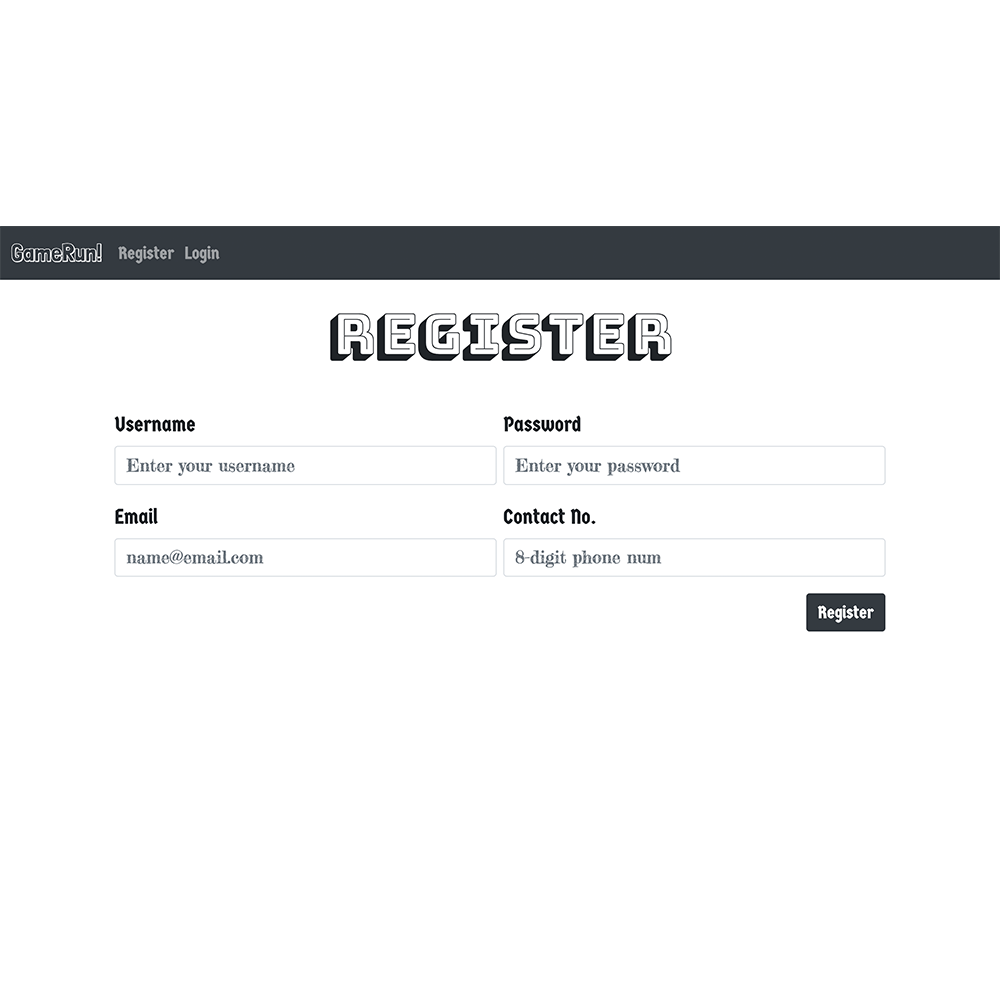 GameRun! Register Login
REGISTER
Username Password
Enter your username Enter your password
Email Contact No.
name@email.com 8-digit phone num
Register